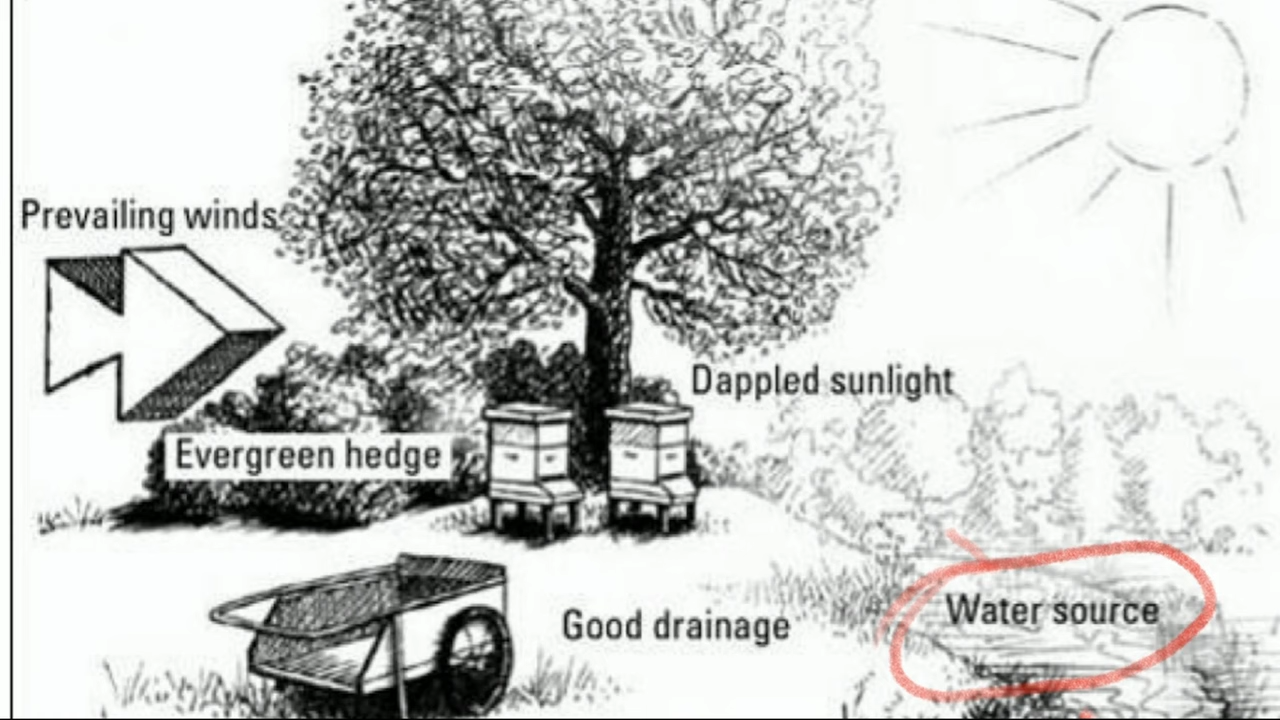 Prevailing winds
Dappled sunlight
Evergreen hedge
Water source
Good drainage